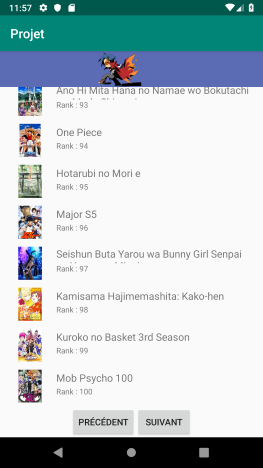 11:57
Projet
Ano Hi Mita Hana no Namae wo Bokutachi
Rank : 93
One Piece
Rank : 94
Hotarubi no Mori e
Rank : 95
Major S5
Rank : 96
Seishun Buta Yarou wa Bunny Girl Senpai
Rank : 97
Kamisama Hajimemashita: Kako-hen
Rank : 98
Kuroko no Basket 3rd Season
Rank : 99
Mob Psycho 100
Rank : 100
PRÉCÉDENT SUIVANT